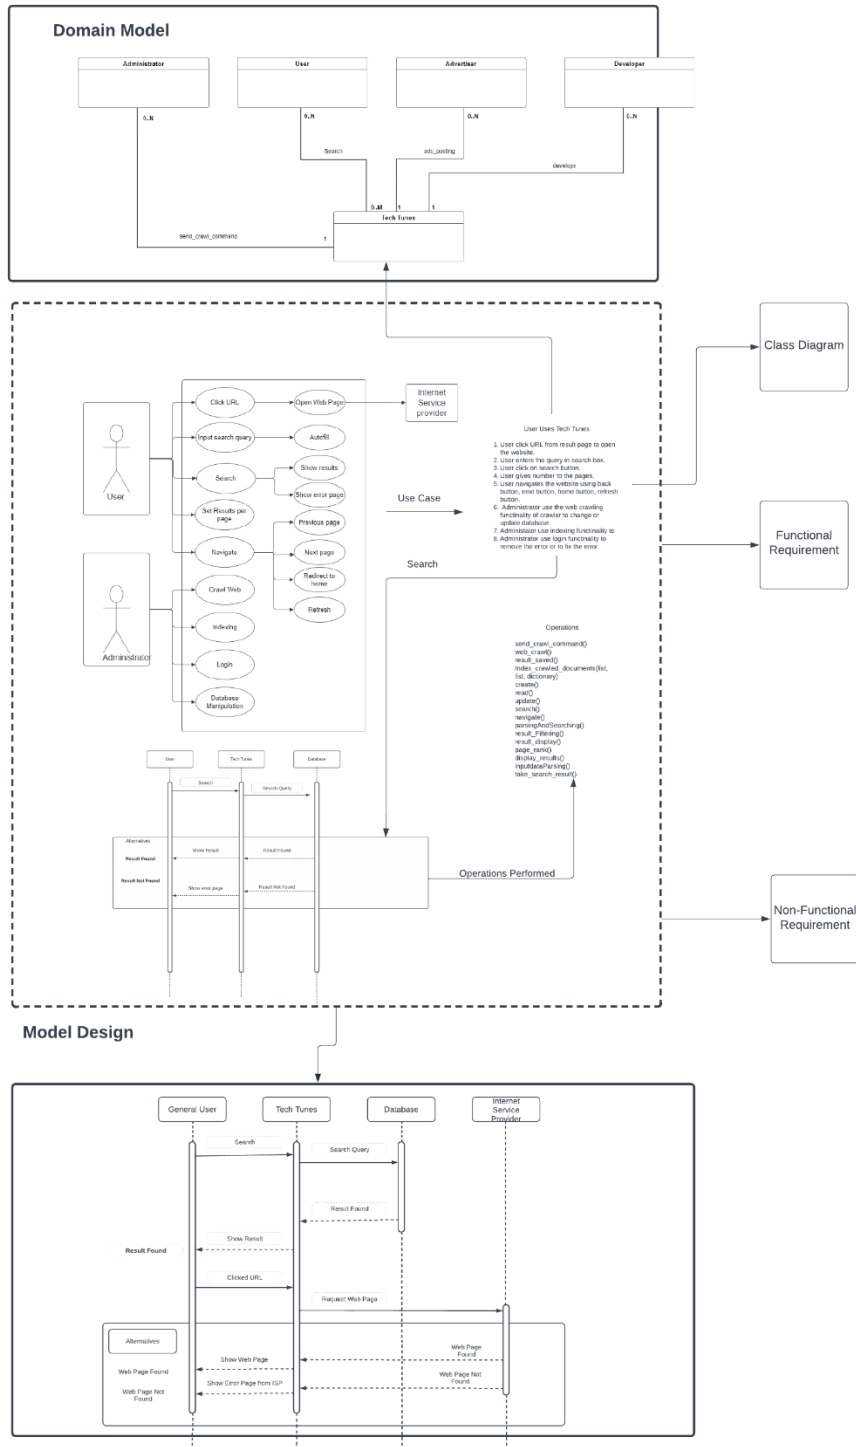 Domain Model
Administrator
User
Advertiser
Developer
0..N
0..N
0..N
0..N
Search
ads_posting
develops
0..M
1
1
Tech Tunes
send_crawl_command
1
Class Diagram
Click URL
Open Web Page
Internet
Service
provider
User
Input search query
Autofill
Search
Show results
Show error page
Set Results per
page
Previous page
Navigate
Next page
Redirect to
home
Refresh
Administrator
Crawl Web
Indexing
Login
Database
Manipulation
Use Case
User Uses Tech Tunes
1. User click URL from result page to open
the website.
2. User enters the query in search box.
3. User click on search button.
4. User gives number to the pages.
5. User navigates the website using back
button, next button, home button, refresh
button.
6. Administrator use the web crawling
functinality of crawler to change or
update database.
7. Administator use indexing functinality to
8. Administrator use login functinality to
remove the error or to fix the error.
Functional
Requirement
Search
Operations
send_crawl_command()
web_crawl()
result_saved()
index_crawled_documents(list,
list, dictionary)
create()
read()
update()
search()
navigate()
parsingAndSearching()
result_Filtering()
result_display()
page_rank()
display_results()
inputdataParsing()
take_search_result()
User
Tech Tunes
Database
Search
Search Query
Alternatives
Result Found
Show Result
Result Found
Result Not Found
Show error page
Result Not Found
Operations Performed
Non-Functional
Requirement
Model Design
General User
Tech Tunes
Database
Internet
Service
Provider
Search
Search Query
Result Found
Show Result
Result Found
Clicked URL
Request Web Page
Alternatives
Web Page Found
Show Web Page
Web Page
Found
Web Page Not
Found
Show Error Page from ISP
Web Page Not
Found